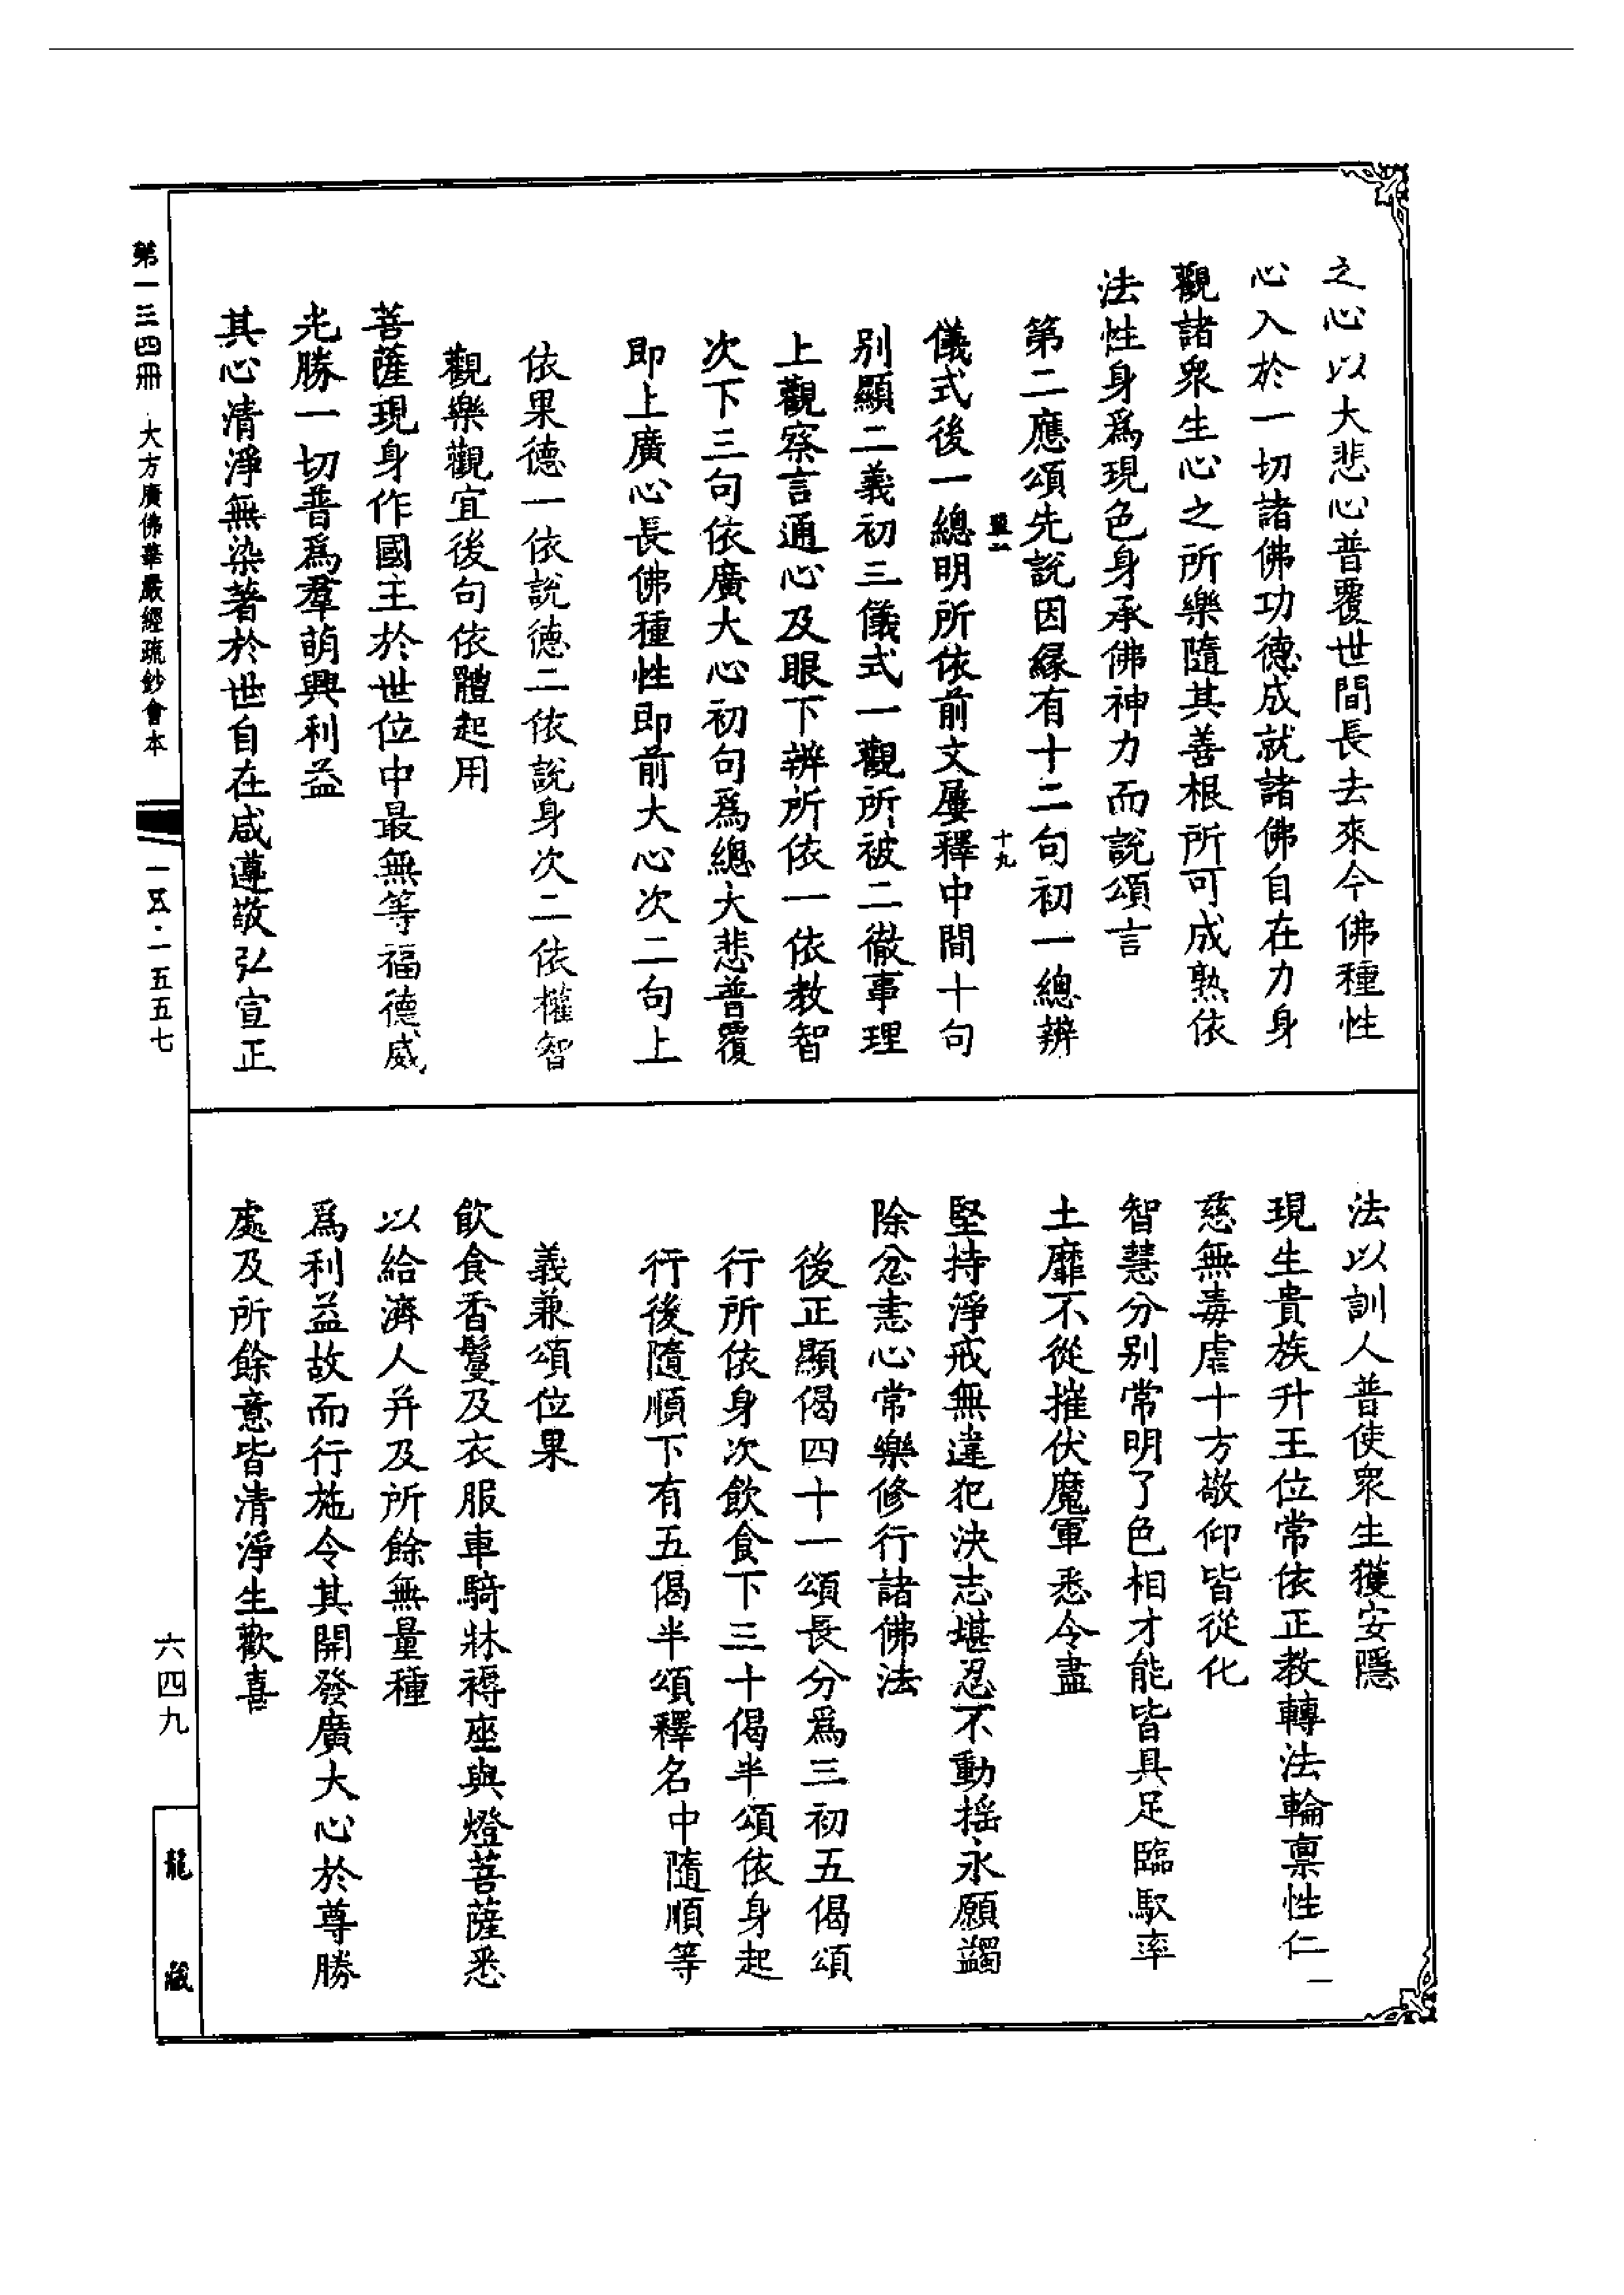 之心以大悲心普覆世間長去來今佛種性
心入於一切諸佛功德成就諸佛自在力身
觀諸衆生心之所樂隨其善根所可成熟依
法性身爲現色身承佛神力而說頌言
第二應頌先說因緣有十二句初一總辨
十九
儀式後一總明所依前文屢釋中間十句
别顯二義初三儀式一觀所被二徹事理
上觀察言通心及眼下辨所依一依教智
次下三句依廣大心初句爲總大悲普覆
即上廣心長佛種性即前大心次二句上
依果德一依說德二依說身次二依權智
觀樂觀宜後句依體起用
菩薩現身作國王於世位中最無等福德威
光勝一切普爲羣萌興利益
其心清淨無染著於世自在咸遵敬弘宣正
法以訓人普使衆生獲安隱
現生貴族升王位常依正教轉法輪禀性仁
慈無毒虐十方敬仰皆從化
智慧分别常明了色相才能皆具足臨馭率
土靡不從摧伏魔軍悉令盡
堅持淨戒無違犯決志堪忍不動揺永願蠲
除忿恚心常樂修行諸佛法
後正顯偈四十一頌長分爲三初五偈頌
行所依身次飲食下三十偈半頌依身起
行後隨順下有五偈半頌釋名中隨順等
義兼頌位果
飲食香鬘及衣服車騎牀褥座與燈菩薩悉
以給濟人并及所餘無量種
爲利益故而行施令其開發廣大心於尊勝
處及所餘意皆清淨生歡喜
第一三四冊 大方廣佛華嚴經疏鈔會本
一五·一五五七
六四九
龍藏